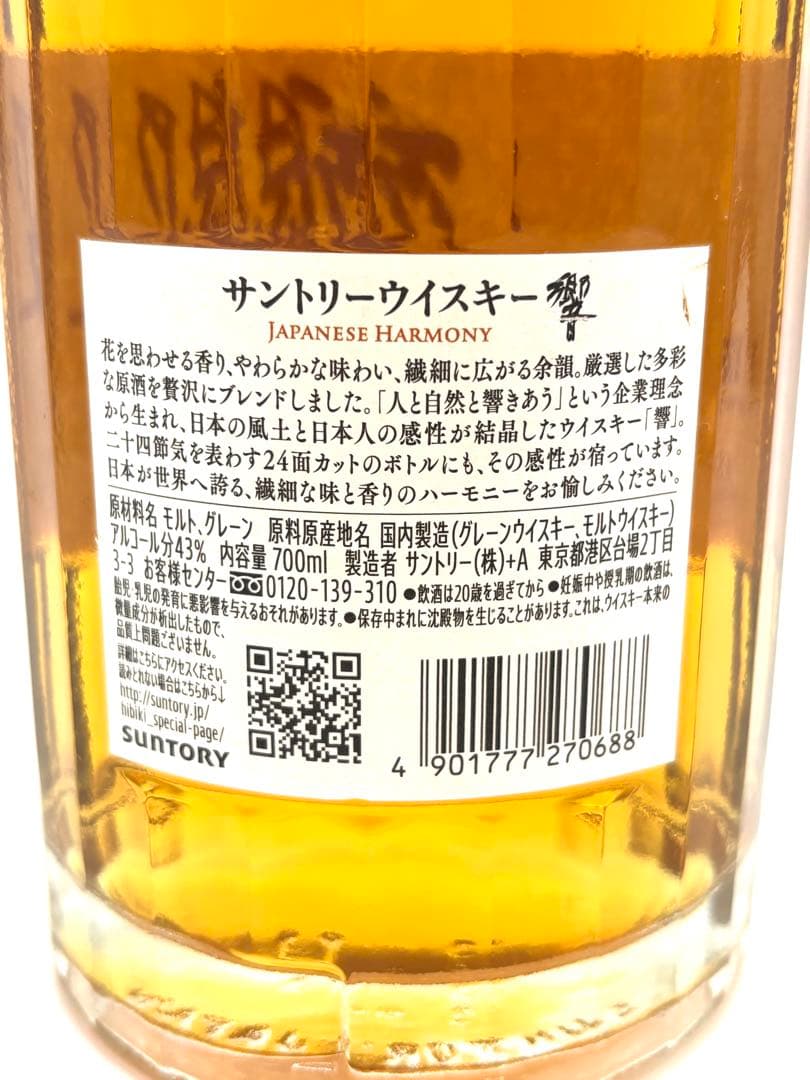 サントリーウイスキー響
JAPANESE HARMONY
花を思わせる香り、やわらかな味わい、繊細に広がる余韻。厳選した多彩
な原酒を贅沢にブレンドしました。「人と自然と響きあう」という企業理念
から生まれ、日本の風土と日本人の感性が結晶したウイスキー「響」。
二十四節気を表わす24面カットのボトルにも、その感性が宿っています。
日本が世界へ誇る、繊細な味と香りのハーモニーをお愉しみください。
原材料名 モルト、グレーン 原料原産地名 国内製造(グレーンウイスキー、モルトウイスキー)
アルコール分43% 内容量 700ml 製造者 サントリー(株)+A 東京都港区台場2丁目
3-3 お客様センター 0120-139-310 ●飲酒は20歳を過ぎてから ●妊娠中や授乳期の飲酒は、
胎児・乳児の発育に悪影響を与えるおそれがあります。●保存中まれに沈殿物を生じることがあります。これは、ウイスキー本来の
微量成分が析出したもので、
品質上問題ございません。
詳細はこちらにアクセスください。
読みとれない場合はこちらから↓
http://suntory.jp/
hibiki_special-page/
SUNTORY
4 901777 270688